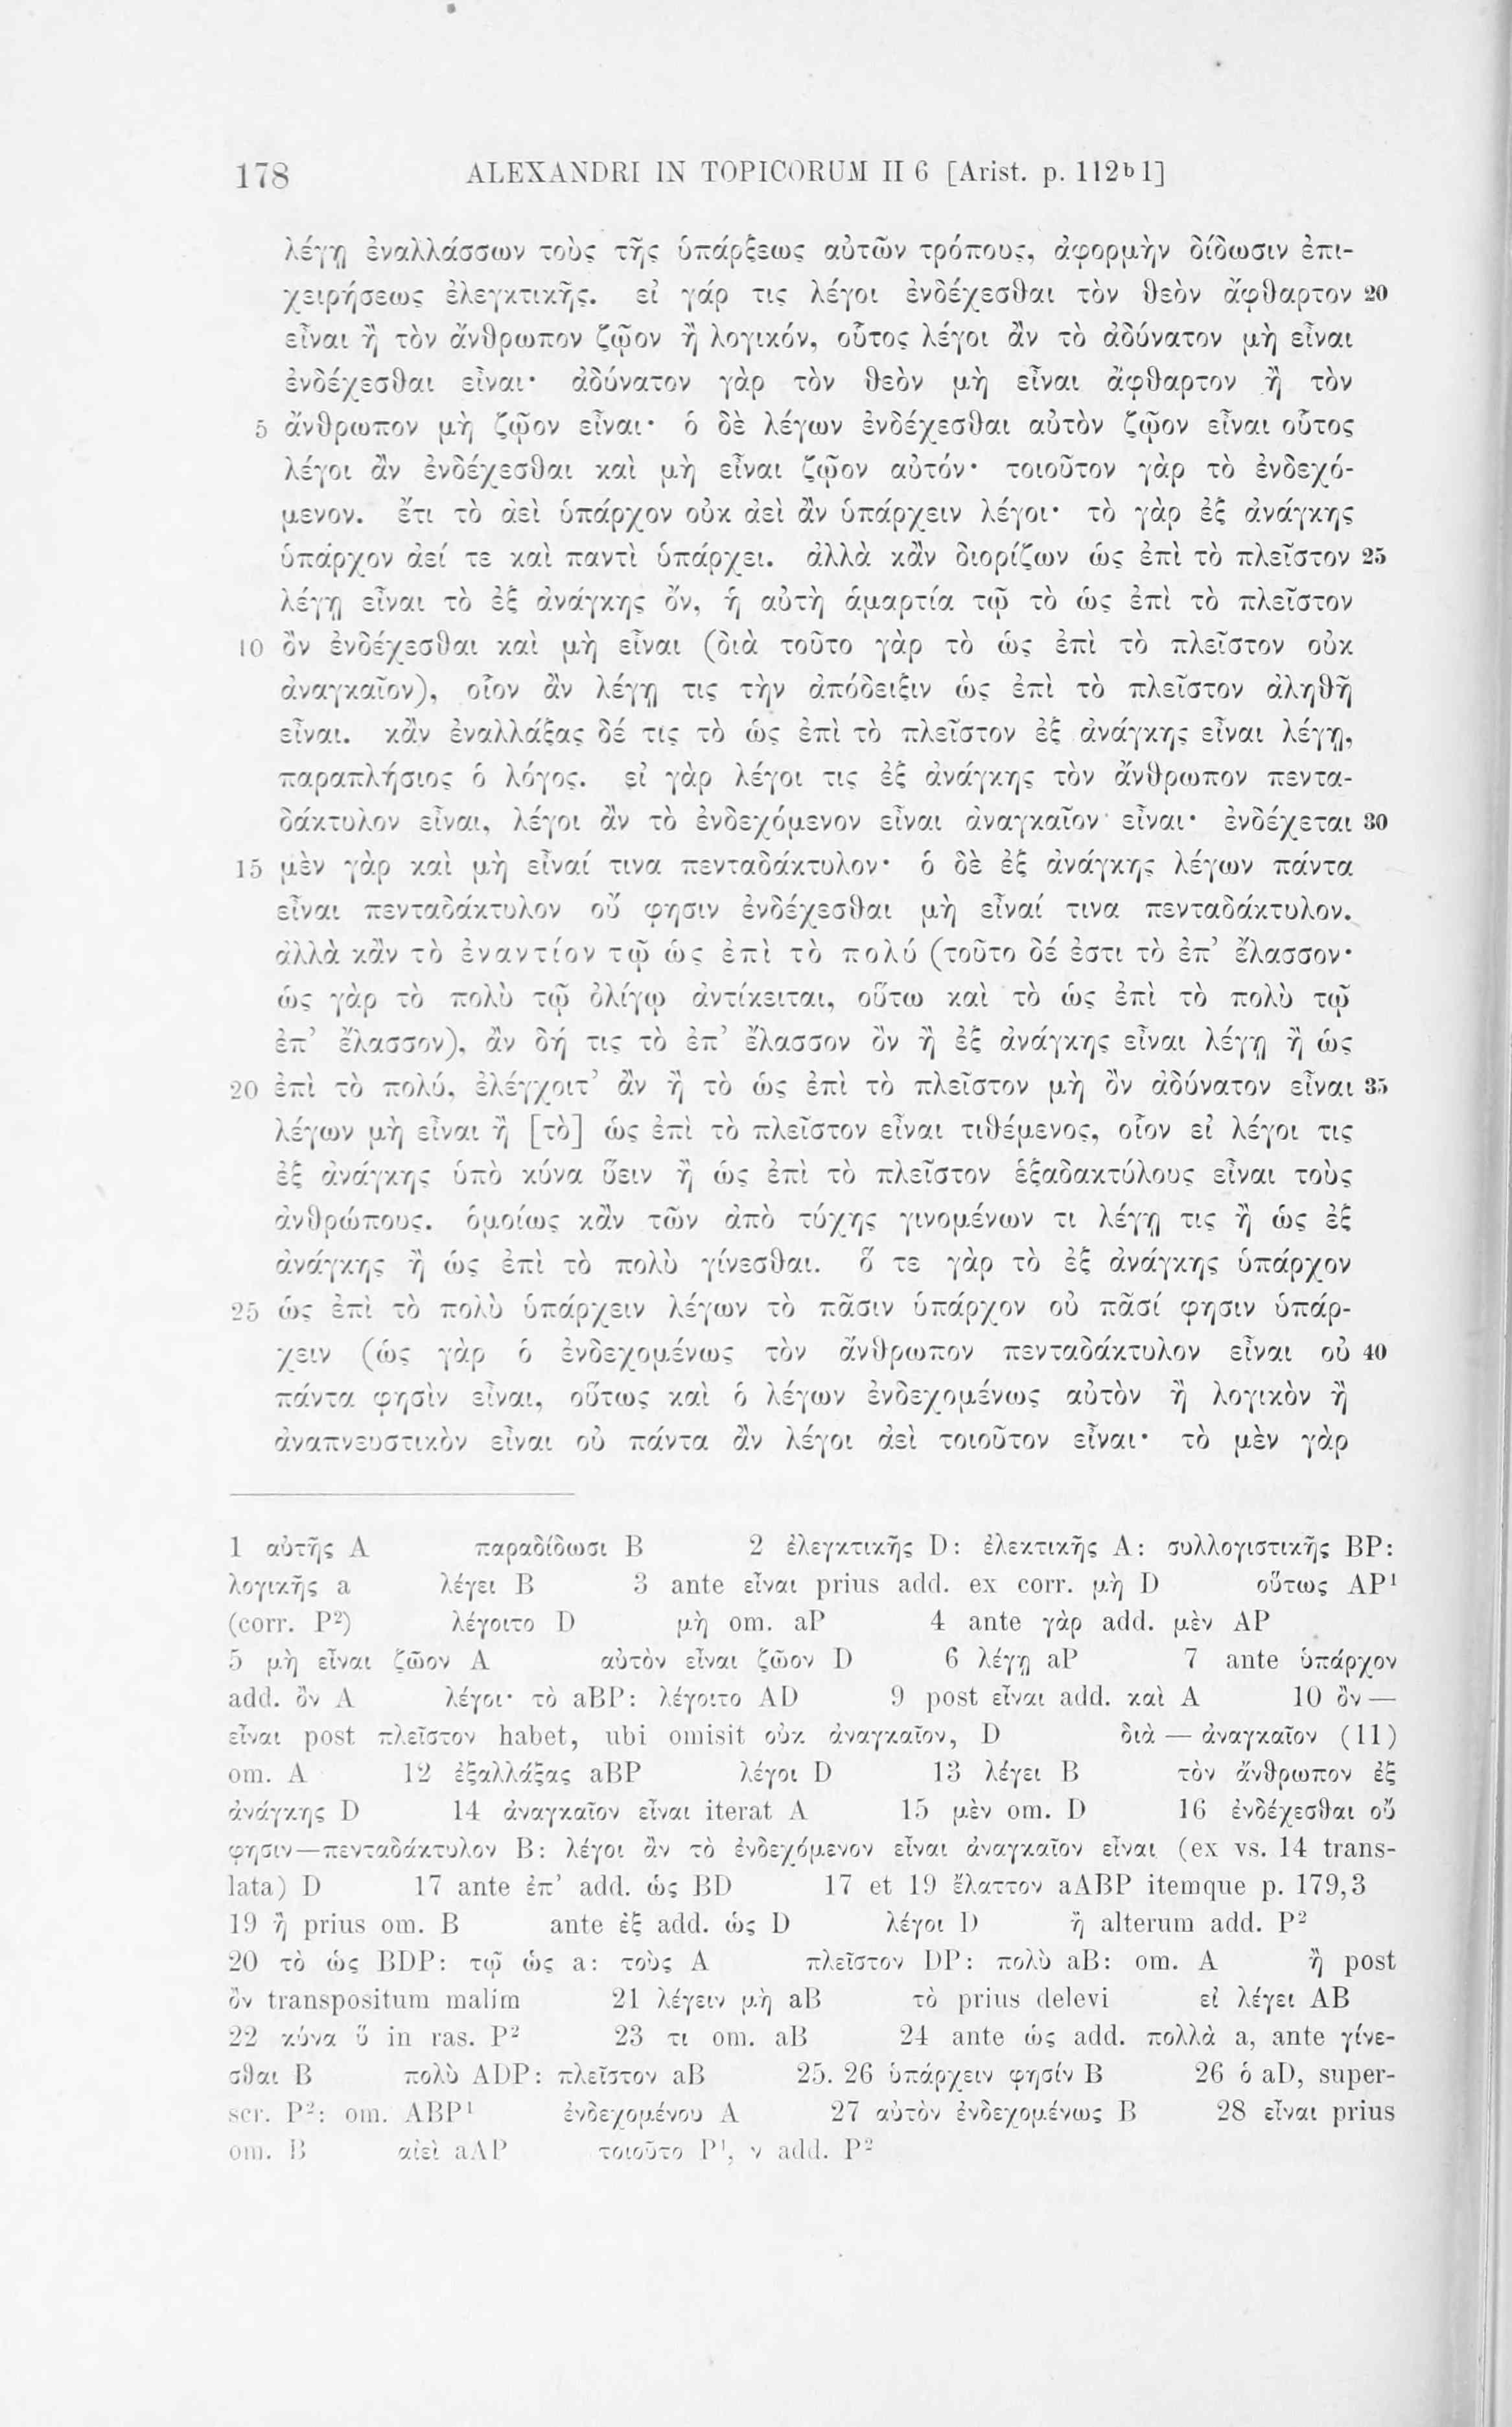 178 ALEXANDRI IN TOPICORUM II 6 [Arist. p. 112b1]
λέγῃ ἐναλλάσσων τοὺς τῆς ὑπάρξεως αὐτῶν τρόπους, ἀφορμὴν δίδωσιν ἐπι-
χειρήσεως ἐλεγκτικῆς. εἰ γάρ τις λέγοι ἐνδέχεσθαι τὸν θεὸν ἄφθαρτον 20
εἶναι ἢ τὸν ἄνθρωπον ζῷον ἢ λογικόν, οὗτος λέγοι ἂν τὸ ἀδύνατον μὴ εἶναι
ἐνδέχεσθαι εἶναι· ἀδύνατον γὰρ τὸν θεὸν μὴ εἶναι ἄφθαρτον ἢ τὸν
5 ἄνθρωπον μὴ ζῷον εἶναι· ὁ δὲ λέγων ἐνδέχεσθαι αὐτὸν ζῷον εἶναι οὗτος
λέγοι ἂν ἐνδέχεσθαι καὶ μὴ εἶναι ζῷον αὐτόν· τοιοῦτον γὰρ τὸ ἐνδεχό-
μενον. ἔτι τὸ ἀεὶ ὑπάρχον οὐκ ἀεὶ ἂν ὑπάρχειν λέγοι· τὸ γὰρ ἐξ ἀνάγκης
ὑπάρχον ἀεί τε καὶ παντὶ ὑπάρχει. ἀλλὰ κἂν διορίζων ὡς ἐπὶ τὸ πλεῖστον 25
λέγῃ εἶναι τὸ ἐξ ἀνάγκης ὄν, ἡ αὐτὴ ἁμαρτία τῷ τὸ ὡς ἐπὶ τὸ πλεῖστον
10 ὂν ἐνδέχεσθαι καὶ μὴ εἶναι (διὰ τοῦτο γὰρ τὸ ὡς ἐπὶ τὸ πλεῖστον οὐκ
ἀναγκαῖον), οἷον ἂν λέγῃ τις τὴν ἀπόδειξιν ὡς ἐπὶ τὸ πλεῖστον ἀληθῆ
εἶναι. κἂν ἐναλλάξας δέ τις τὸ ὡς ἐπὶ τὸ πλεῖστον ἐξ ἀνάγκης εἶναι λέγῃ,
παραπλήσιος ὁ λόγος. εἰ γὰρ λέγοι τις ἐξ ἀνάγκης τὸν ἄνθρωπον πεντα-
δάκτυλον εἶναι, λέγοι ἂν τὸ ἐνδεχόμενον εἶναι ἀναγκαῖον εἶναι· ἐνδέχεται 30
15 μὲν γὰρ καὶ μὴ εἶναί τινα πενταδάκτυλον· ὁ δὲ ἐξ ἀνάγκης λέγων πάντα
εἶναι πενταδάκτυλον οὔ φησιν ἐνδέχεσθαι μὴ εἶναί τινα πενταδάκτυλον.
ἀλλὰ κἂν τὸ ἐναντίον τῷ ὡς ἐπὶ τὸ πολύ (τοῦτο δέ ἐστι τὸ ἐπ’ ἔλασσον·
ὡς γὰρ τὸ πολὺ τῷ ὀλίγῳ ἀντίκειται, οὕτω καὶ τὸ ὡς ἐπὶ τὸ πολὺ τῷ
ἐπ’ ἔλασσον), ἂν δή τις τὸ ἐπ’ ἔλασσον ὂν ἢ ἐξ ἀνάγκης εἶναι λέγῃ ἢ ὡς
20 ἐπὶ τὸ πολύ, ἐλέγχοιτ’ ἂν ἢ τὸ ὡς ἐπὶ τὸ πλεῖστον μὴ ὂν ἀδύνατον εἶναι 35
λέγων μὴ εἶναι ἢ [τὸ] ὡς ἐπὶ τὸ πλεῖστον εἶναι τιθέμενος, οἷον εἰ λέγοι τις
ἐξ ἀνάγκης ὑπὸ κύνα ὕειν ἢ ὡς ἐπὶ τὸ πλεῖστον ἑξαδακτύλους εἶναι τοὺς
ἀνθρώπους. ὁμοίως κἂν τῶν ἀπὸ τύχης γινομένων τι λέγῃ τις ἢ ὡς ἐξ
ἀνάγκης ἢ ὡς ἐπὶ τὸ πολὺ γίνεσθαι. ὅ τε γὰρ τὸ ἐξ ἀνάγκης ὑπάρχον
25 ὡς ἐπὶ τὸ πολὺ ὑπάρχειν λέγων τὸ πᾶσιν ὑπάρχον οὐ πᾶσί φησιν ὑπάρ-
χειν (ὡς γὰρ ὁ ἐνδεχομένως τὸν ἄνθρωπον πενταδάκτυλον εἶναι οὐ 40
πάντα φησὶν εἶναι, οὕτως καὶ ὁ λέγων ἐνδεχομένως αὐτὸν ἢ λογικὸν ἢ
ἀναπνευστικὸν εἶναι οὐ πάντα ἂν λέγοι ἀεὶ τοιοῦτον εἶναι· τὸ μὲν γὰρ
1 αὐτῆς A παραδίδωσι B 2 ἐλεγκτικῆς D: ἐλεκτικῆς A: συλλογιστικῆς BP:
λογικῆς a λέγει B 3 ante εἶναι prius add. ex corr. μὴ D οὕτως AP¹
(corr. P²) λέγοιτο D μὴ om. aP 4 ante γὰρ add. μὲν AP
5 μὴ εἶναι ζῶον A αὐτὸν εἶναι ζῶον D 6 λέγῃ aP 7 ante ὑπάρχον
add. ὂν A λέγοι· τὸ aBP: λέγοιτο AD 9 post εἶναι add. καὶ A 10 ὂν —
εἶναι post πλεῖστον habet, ubi omisit οὐκ ἀναγκαῖον, D διὰ — ἀναγκαῖον (11)
om. A 12 ἐξαλλάξας aBP λέγοι D 13 λέγει B τὸν ἄνθρωπον ἐξ
ἀνάγκης D 14 ἀναγκαῖον εἶναι iterat A 15 μὲν om. D 16 ἐνδέχεσθαι οὔ
φησιν—πενταδάκτυλον B: λέγοι ἂν τὸ ἐνδεχόμενον εἶναι ἀναγκαῖον εἶναι (ex vs. 14 trans-
lata) D 17 ante ἐπ’ add. ὡς BD 17 et 19 ἔλαττον aABP itemque p. 179,3
19 ἢ prius om. B ante ἐξ add. ὡς D λέγοι D ἢ alterum add. P²
20 τὸ ὡς BDP: τῷ ὡς a: τοὺς A πλεῖστον DP: πολὺ aB: om. A ἢ post
ὂν transpositum malim 21 λέγειν μὴ aB τὸ prius delevi εἰ λέγει AB
22 κύνα ὕ in ras. P² 23 τι om. aB 24 ante ὡς add. πολλὰ a, ante γίνε-
σθαι B πολὺ ADP: πλεῖστον aB 25. 26 ὑπάρχειν φησίν B 26 ὁ aD, super-
scr. P²: om. ABP¹ ἐνδεχομένου A 27 αὐτὸν ἐνδεχομένως B 28 εἶναι prius
om. B αἰεὶ aAP τοιοῦτο P¹, ν add. P²